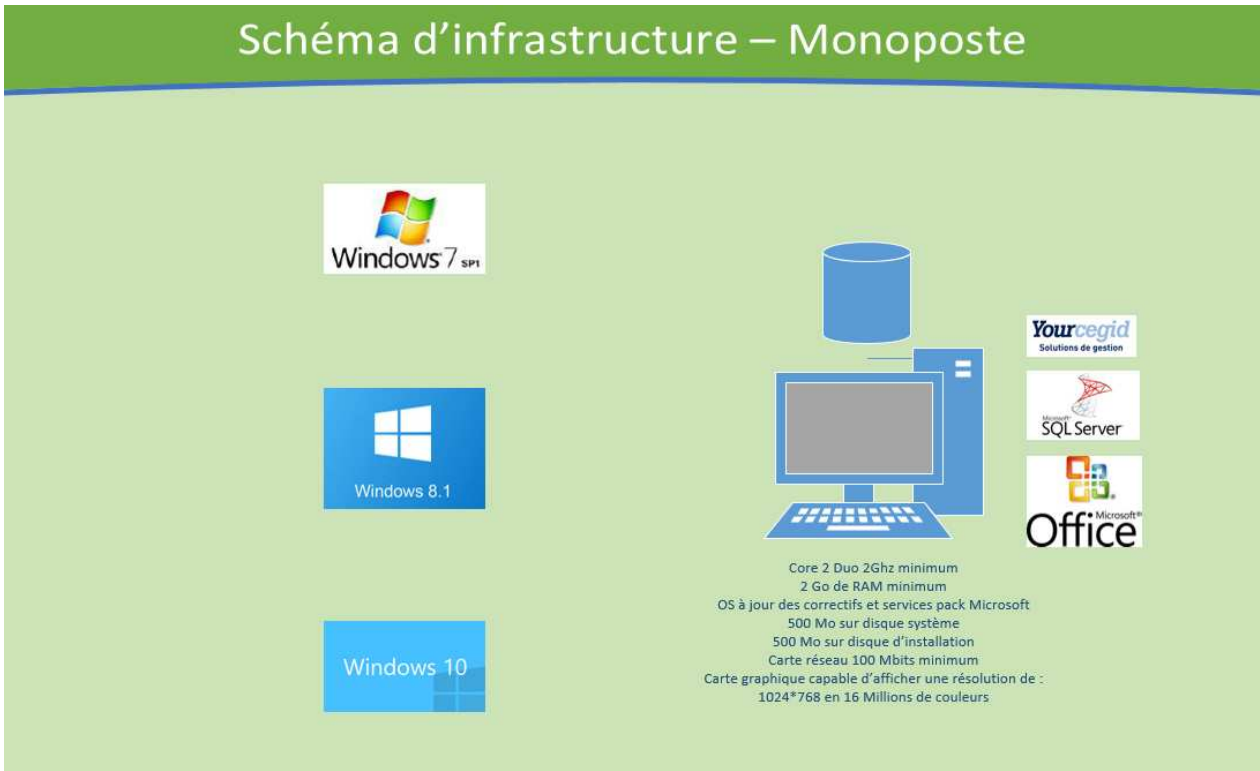 Schéma d'infrastructure – Monoposte
Windows 7 SP1
Windows 8.1
Windows 10
Yourcegid
Solutions de gestion
Microsoft®
SQL Server
Microsoft®
Office
Core 2 Duo 2Ghz minimum
2 Go de RAM minimum
OS à jour des correctifs et services pack Microsoft
500 Mo sur disque système
500 Mo sur disque d'installation
Carte réseau 100 Mbits minimum
Carte graphique capable d'afficher une résolution de :
1024*768 en 16 Millions de couleurs